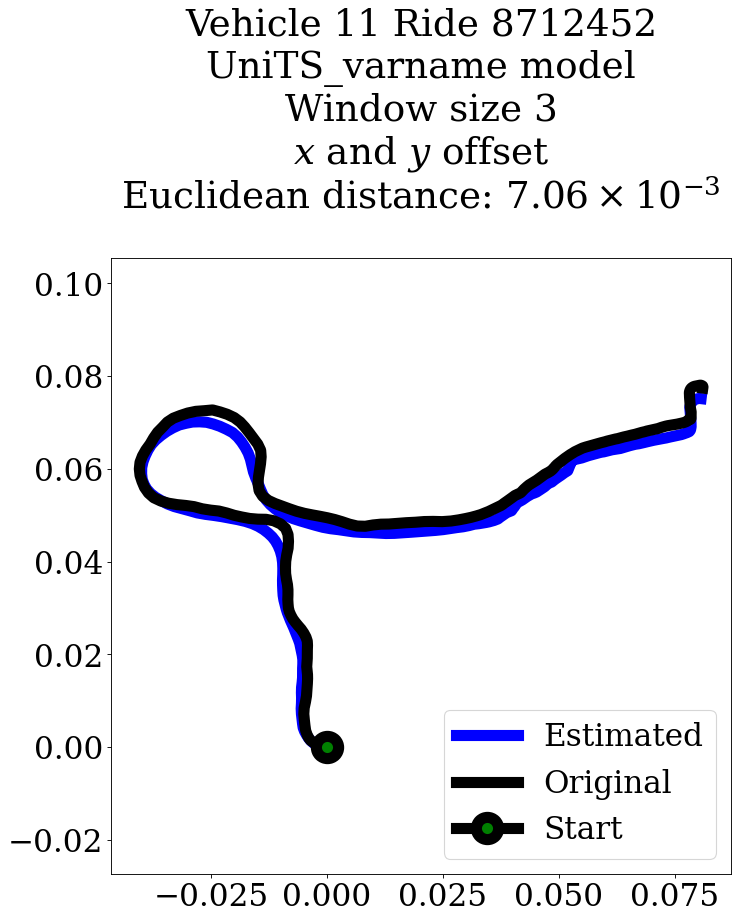 Vehicle 11 Ride 8712452
UniTS_varname model
Window size 3
x and y offset
Euclidean distance: 7.06 × 10⁻³
0.10
0.08
0.06
0.04
0.02
0.00
−0.02
−0.025 0.000 0.025 0.050 0.075
Estimated
Original
Start